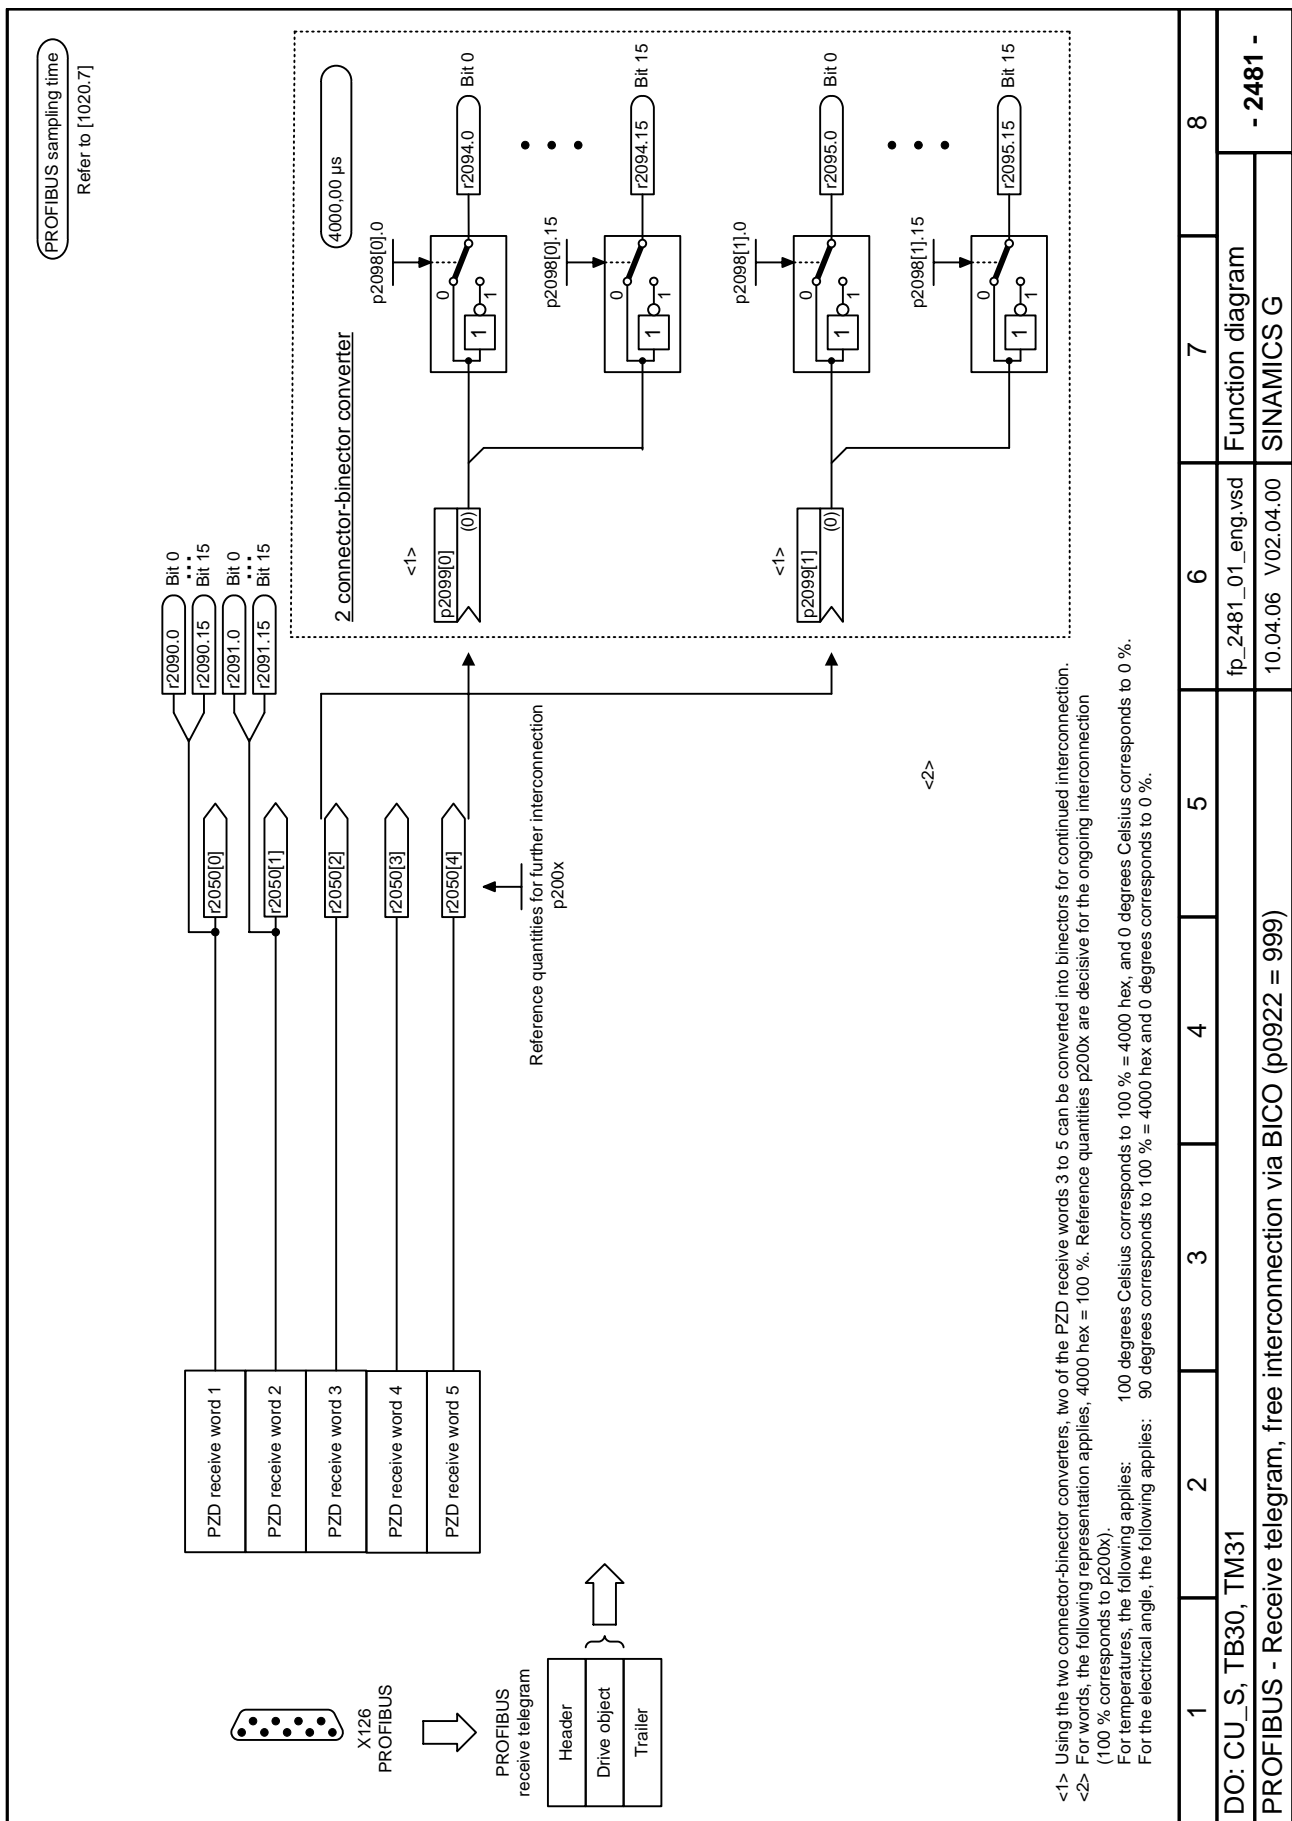 PROFIBUS sampling time
Refer to [1020.7]
X126
PROFIBUS
PROFIBUS
receive telegram
Header
Drive object
Trailer
PZD receive word 1
PZD receive word 2
PZD receive word 3
PZD receive word 4
PZD receive word 5
r2050[0]
r2050[1]
r2050[2]
r2050[3]
r2050[4]
Reference quantities for further interconnection
p200x
r2090.0 Bit 0
r2090.15 Bit 15
r2091.0 Bit 0
r2091.15 Bit 15
2 connector-binector converter
4000,00 µs
<1>
p2099[0]
(0)
p2098[0].0
0
1
1
r2094.0 Bit 0
p2098[0].15
0
1
1
r2094.15 Bit 15
<1>
p2099[1]
(0)
p2098[1].0
0
1
1
r2095.0 Bit 0
p2098[1].15
0
1
1
r2095.15 Bit 15
<2>
<1> Using the two connector-binector converters, two of the PZD receive words 3 to 5 can be converted into binectors for continued interconnection.
<2> For words, the following representation applies, 4000 hex = 100 %. Reference quantities p200x are decisive for the ongoing interconnection
(100 % corresponds to p200x).
For temperatures, the following applies: 100 degrees Celsius corresponds to 100 % = 4000 hex, and 0 degrees Celsius corresponds to 0 %.
For the electrical angle, the following applies: 90 degrees corresponds to 100 % = 4000 hex and 0 degrees corresponds to 0 %.
1 2 3 4 5 6 7 8
DO: CU_S, TB30, TM31 fp_2481_01_eng.vsd Function diagram - 2481 -
PROFIBUS - Receive telegram, free interconnection via BICO (p0922 = 999) 10.04.06 V02.04.00 SINAMICS G